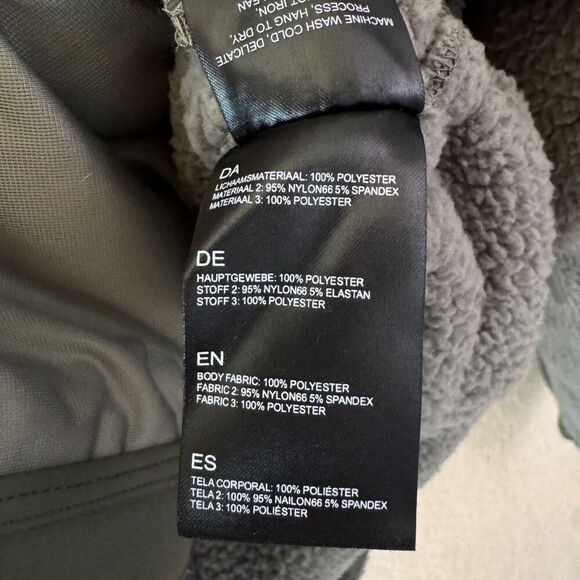 MACHINE WASH COLD, DELICATE
PROCESS, HANG TO DRY,
NOT IRON,
CLEAN
DA
LICHAAMSMATERIAAL: 100% POLYESTER
MATERIAAL 2: 95% NYLON66 5% SPANDEX
MATERIAAL 3: 100% POLYESTER
DE
HAUPTGEWEBE: 100% POLYESTER
STOFF 2: 95% NYLON66 5% ELASTAN
STOFF 3: 100% POLYESTER
EN
BODY FABRIC: 100% POLYESTER
FABRIC 2: 95% NYLON66 5% SPANDEX
FABRIC 3: 100% POLYESTER
ES
TELA CORPORAL: 100% POLIÉSTER
TELA 2: 100% 95% NAILON66 5% SPANDEX
TELA 3: 100% POLIÉSTER